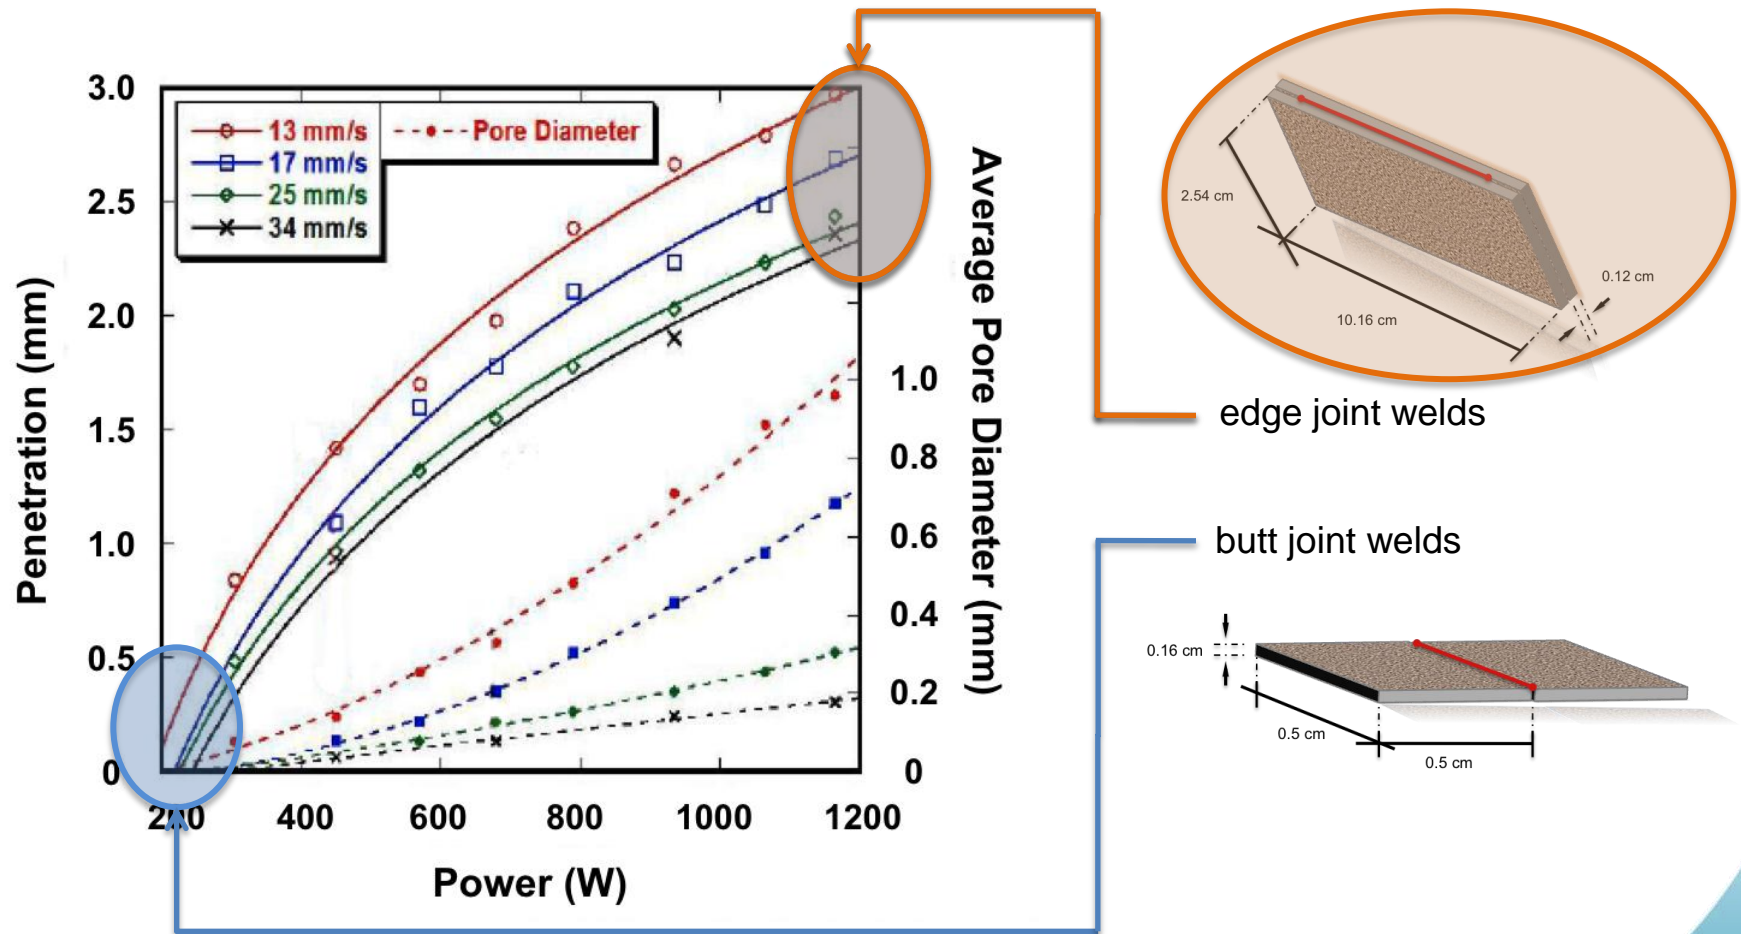 3.0
2.5
2.0
1.5
1.0
0.5
0
Penetration (mm)
13 mm/s
17 mm/s
25 mm/s
34 mm/s
Pore Diameter
200
400
600
800
1000
1200
Power (W)
1.0
0.8
0.6
0.4
0.2
0
Average Pore Diameter (mm)
2.54 cm
10.16 cm
0.12 cm
edge joint welds
butt joint welds
0.16 cm
0.5 cm
0.5 cm